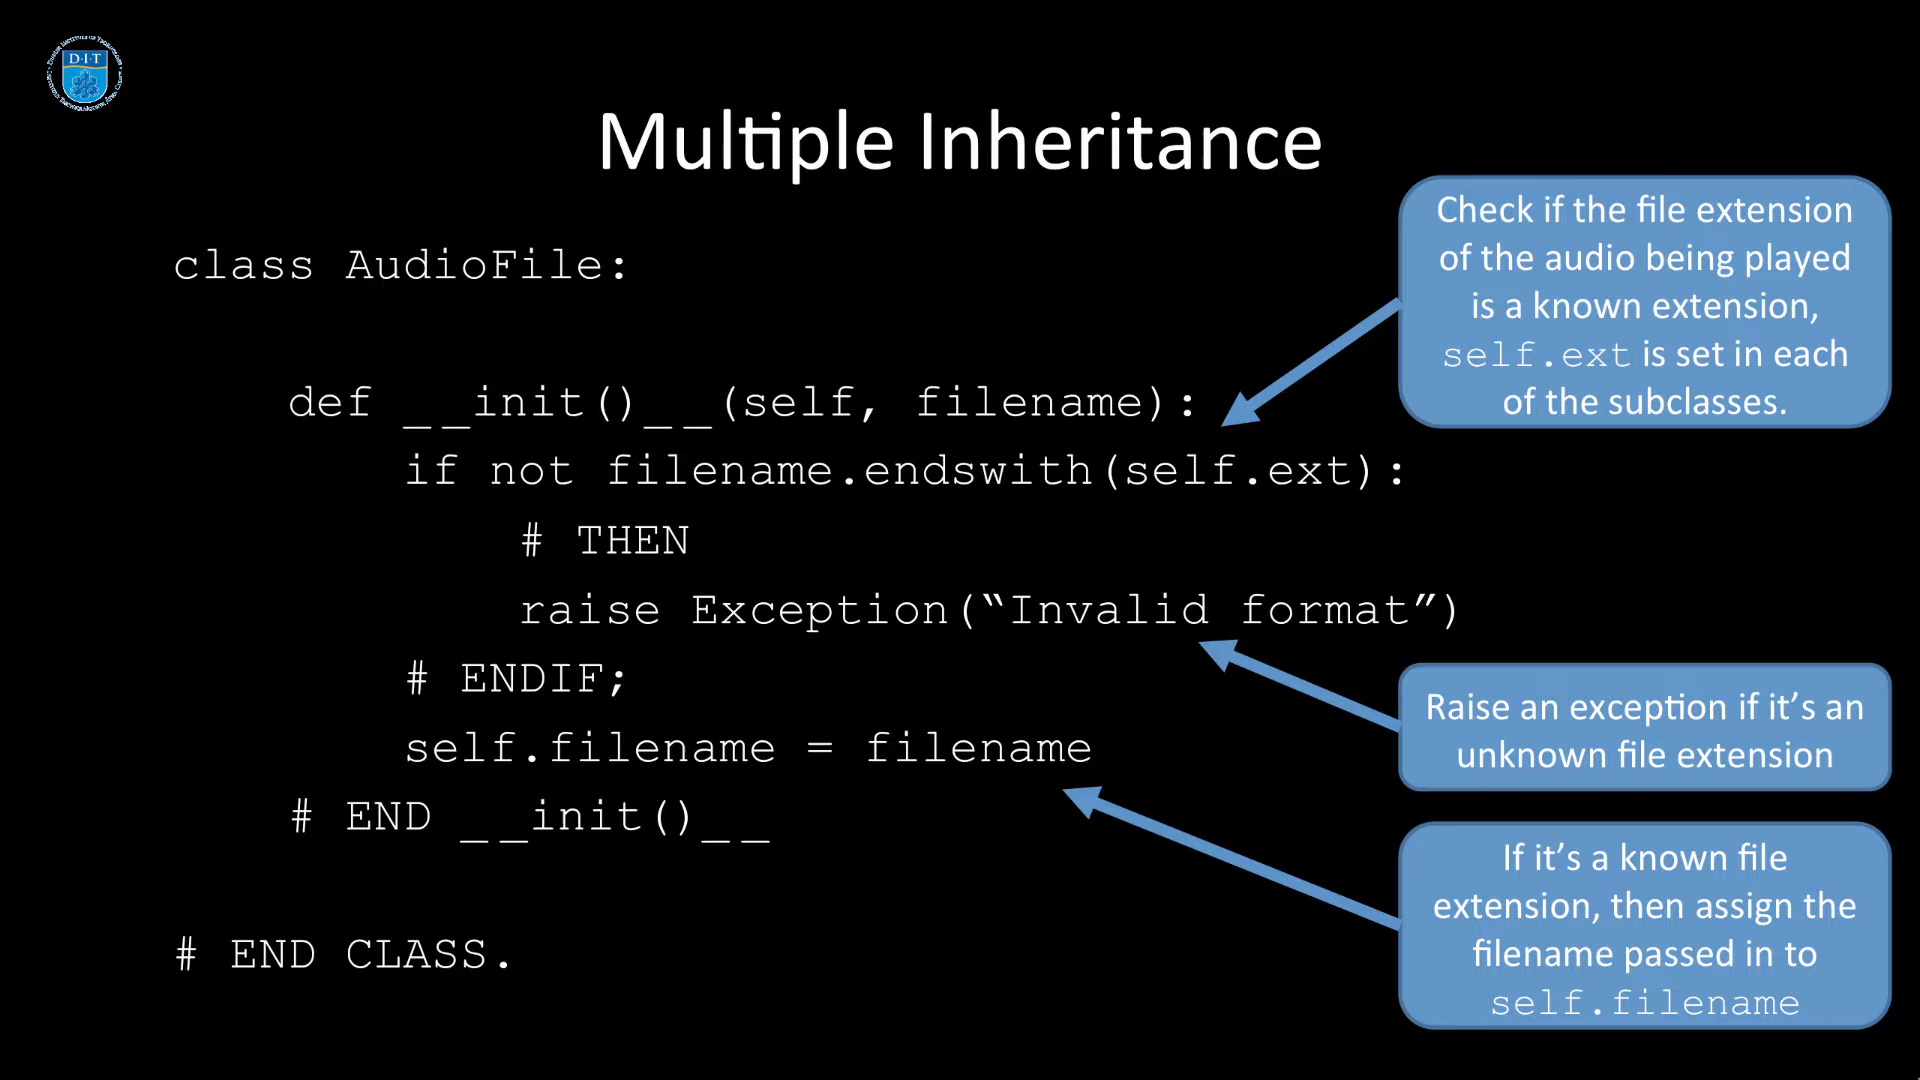 D·I·T
Multiple Inheritance
class AudioFile:
def __init()__(self, filename):
if not filename.endswith(self.ext):
# THEN
raise Exception(“Invalid format”)
# ENDIF;
self.filename = filename
# END __init()__
# END CLASS.
Check if the file extension
of the audio being played
is a known extension,
self.ext is set in each
of the subclasses.
Raise an exception if it’s an
unknown file extension
If it’s a known file
extension, then assign the
filename passed in to
self.filename